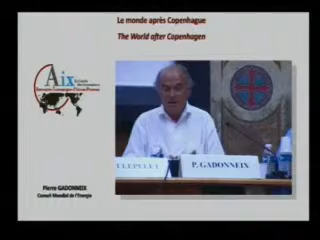 Le monde après Copenhague
The World after Copenhagen
Aix
P. GADONNEIX
Pierre GADONNEIX
Conseil Mondial de l'Energie